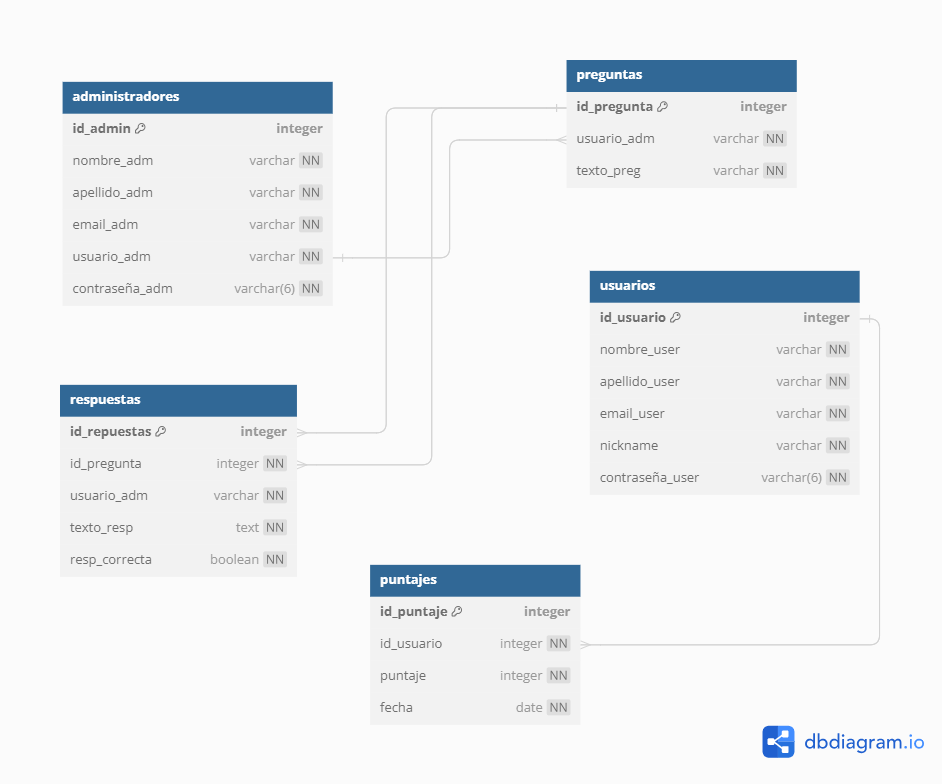 administradores
id_admin integer
nombre_adm varchar NN
apellido_adm varchar NN
email_adm varchar NN
usuario_adm varchar NN
contraseña_adm varchar(6) NN
preguntas
id_pregunta integer
usuario_adm varchar NN
texto_preg varchar NN
usuarios
id_usuario integer
nombre_user varchar NN
apellido_user varchar NN
email_user varchar NN
nickname varchar NN
contraseña_user varchar(6) NN
respuestas
id_repuestas integer
id_pregunta integer NN
usuario_adm varchar NN
texto_resp text NN
resp_correcta boolean NN
puntajes
id_puntaje integer
id_usuario integer NN
puntaje integer NN
fecha date NN
dbdiagram.io